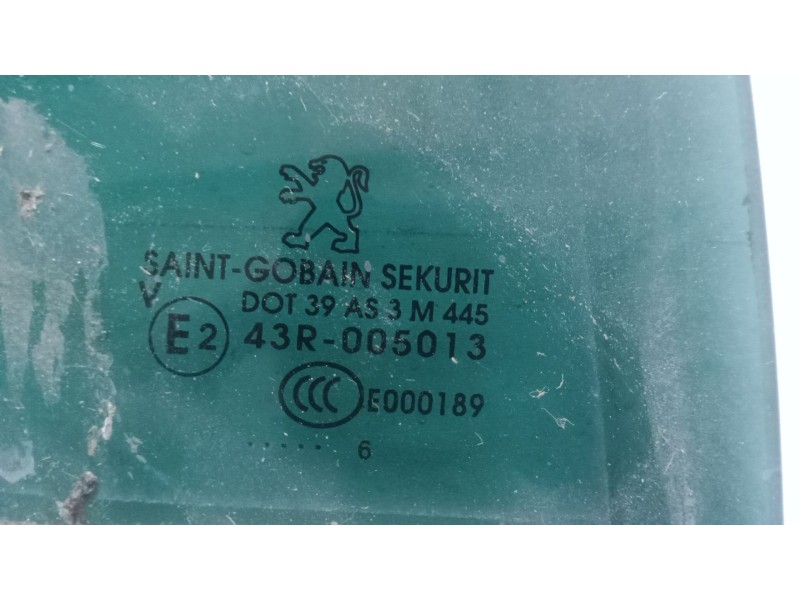 SAINT-GOBAIN SEKURIT
V
DOT 39 AS 3 M 445
E2 43R-005013
CCC E000189
..... 6